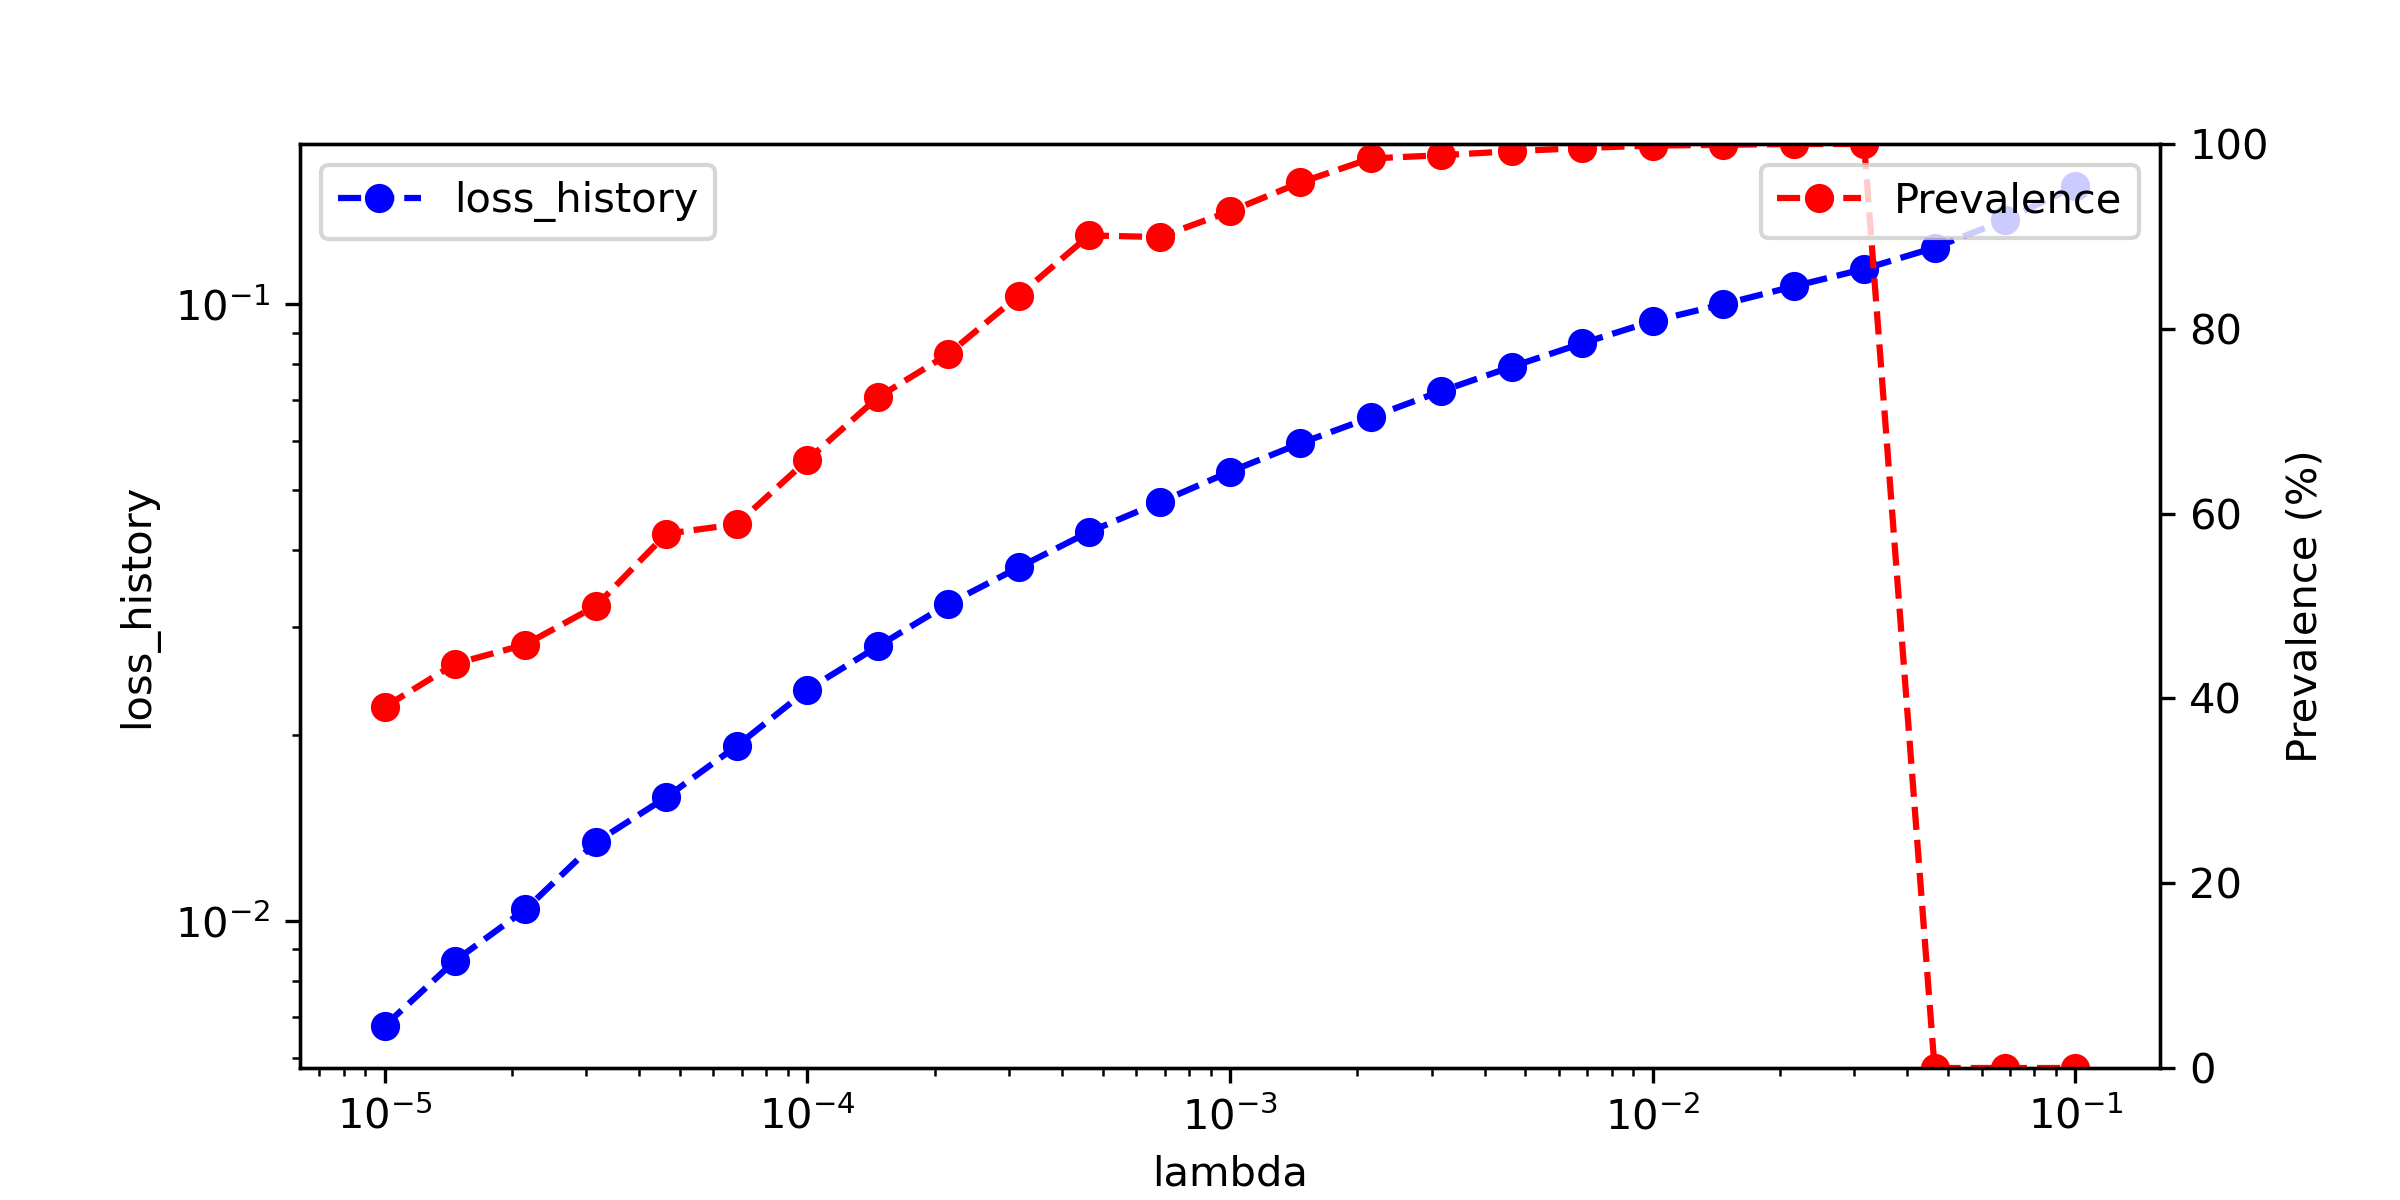 loss_history
Prevalence
10⁻¹
10⁻²
loss_history
100
80
60
40
20
0
Prevalence (%)
10⁻⁵
10⁻⁴
10⁻³
10⁻²
10⁻¹
lambda